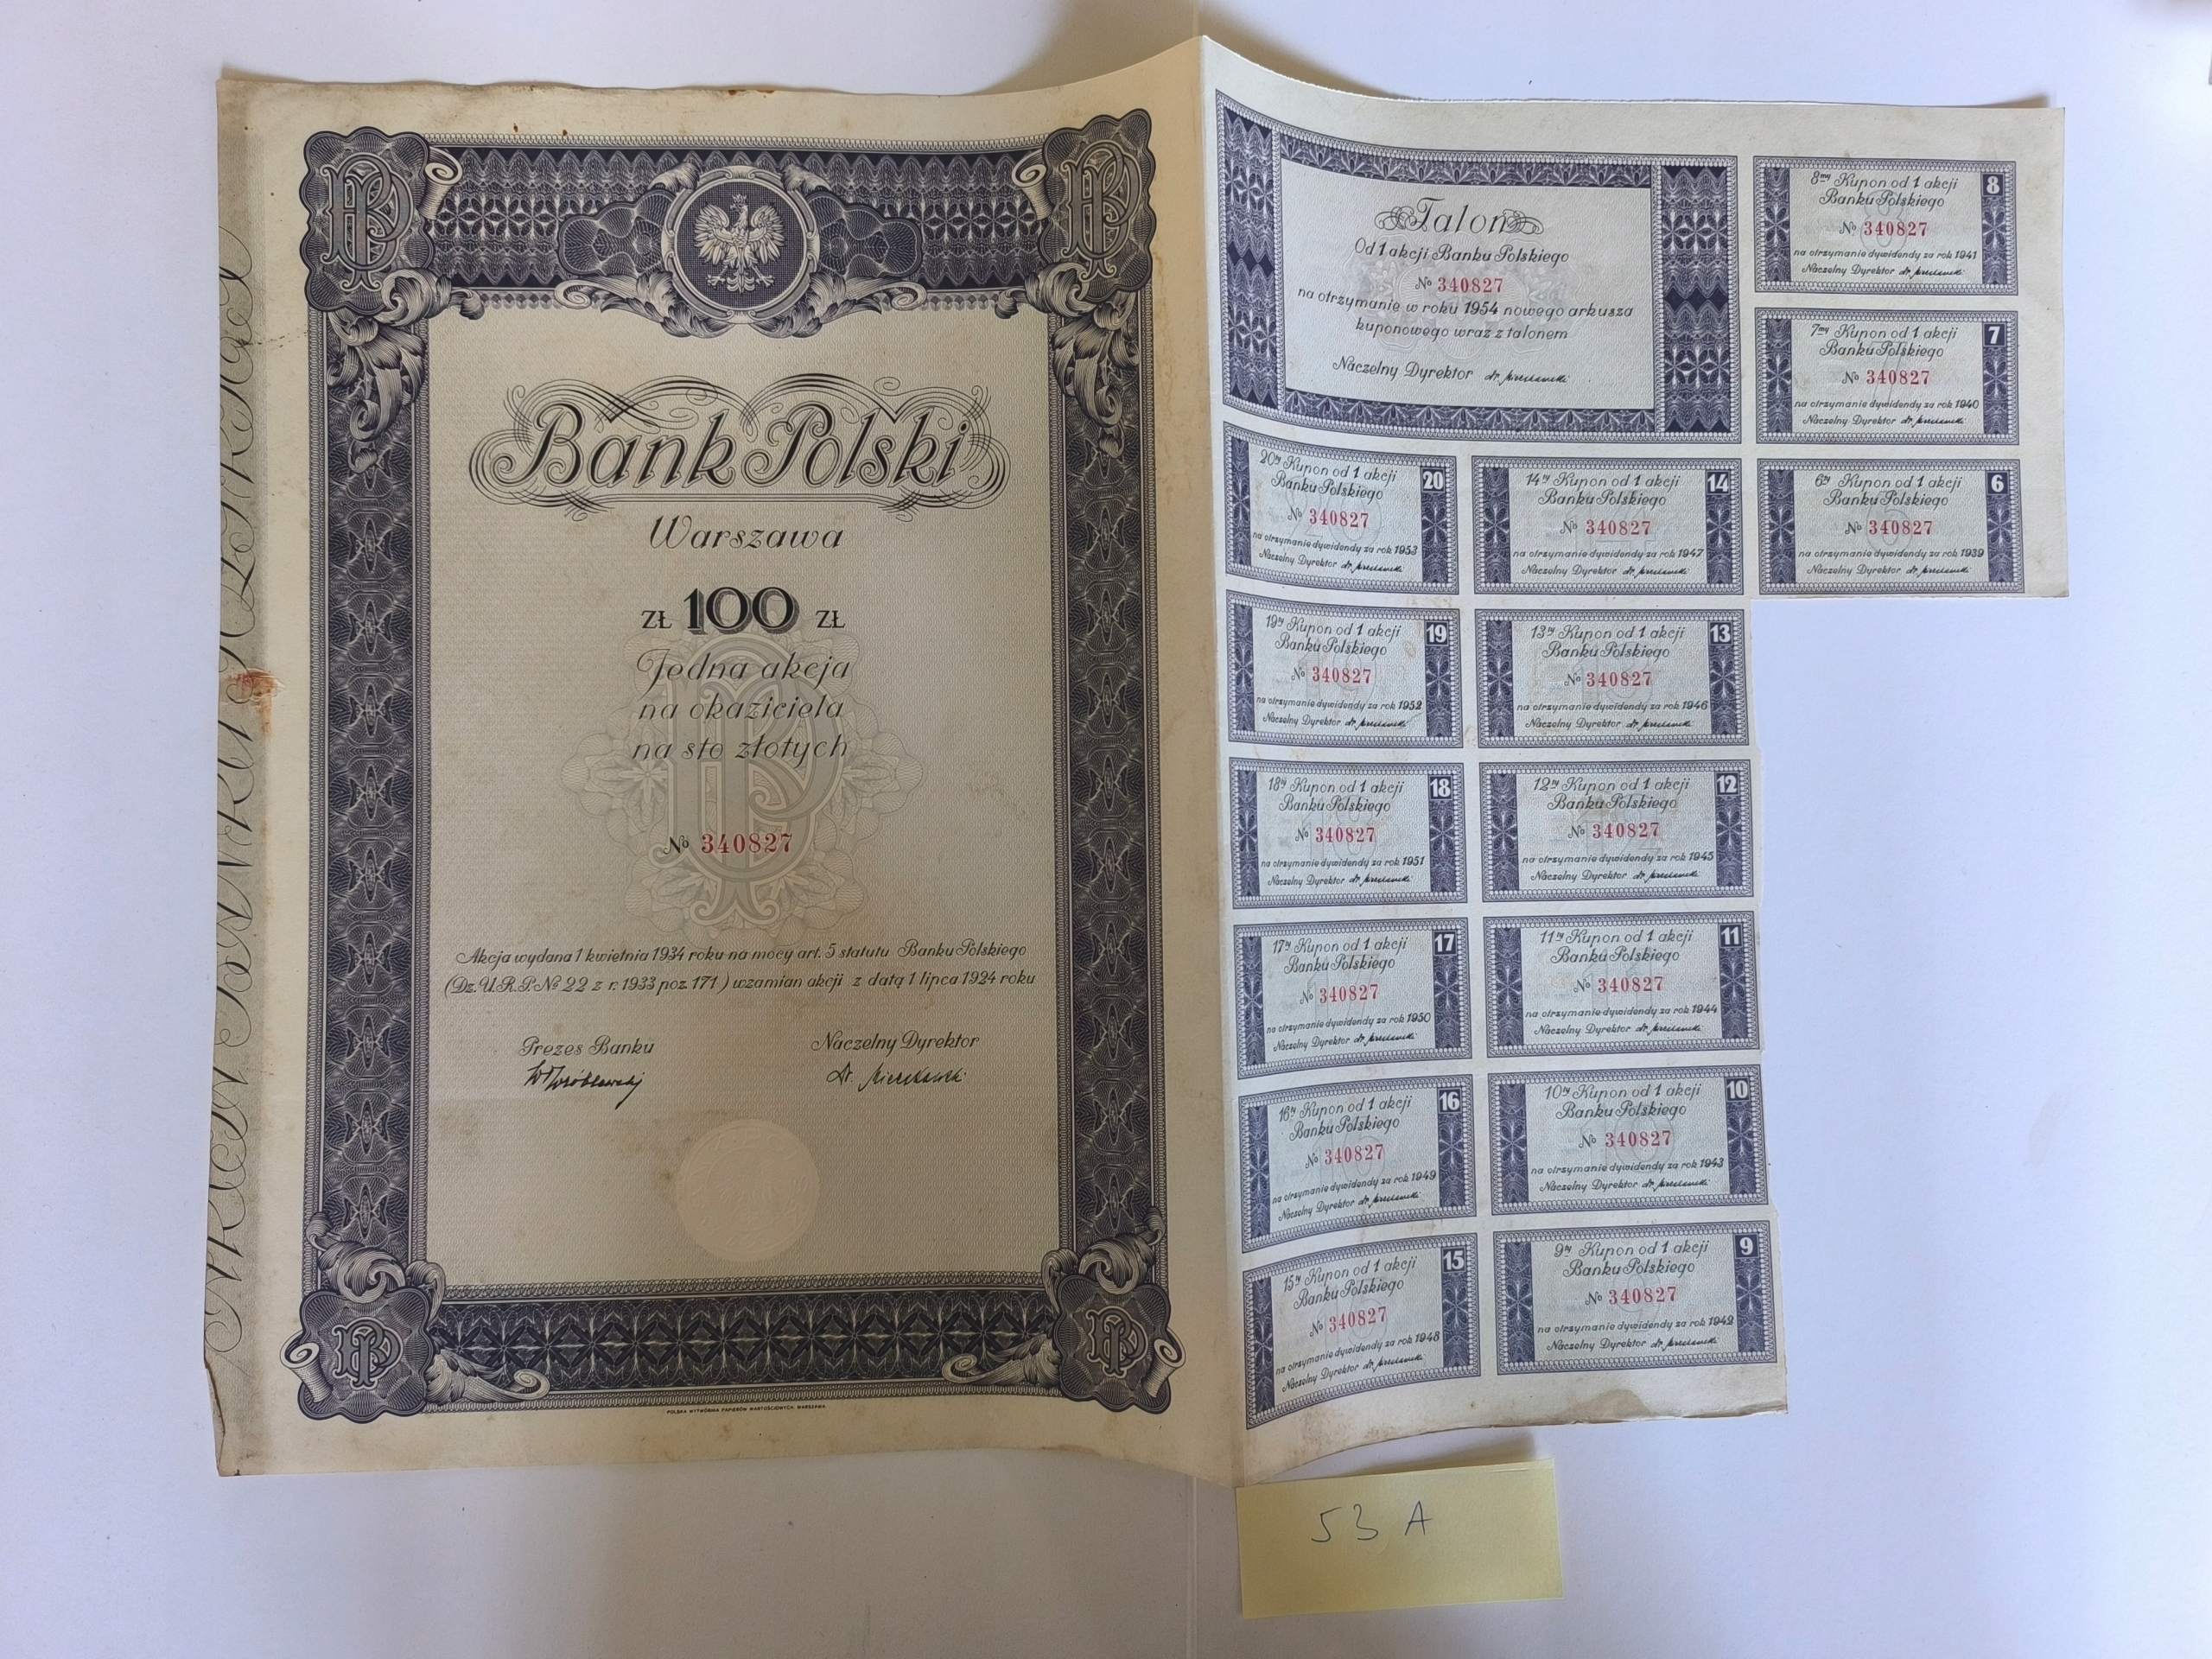 Bank Polski
Warszawa
ZŁ 100 ZŁ
Jedna akcja
na okaziciela
na sto złotych
№ 340827
Akcja wydana 1 kwietnia 1934 roku na mocy art. 5 statutu Banku Polskiego
(Dz. U. R. P. № 22 z r. 1933 poz. 171) wzamian akcji z datą 1 lipca 1924 roku
Prezes Banku
Naczelny Dyrektor
POLSKA WYTWÓRNIA PAPIERÓW WARTOŚCIOWYCH, WARSZAWA
Talon
Od 1 akcji Banku Polskiego
№ 340827
na otrzymanie w roku 1954 nowego arkusza
kuponowego wraz z talonem
Naczelny Dyrektor
8my Kupon od 1 akcji 8
Banku Polskiego
№ 340827
na otrzymanie dywidendy za rok 1941
Naczelny Dyrektor
7my Kupon od 1 akcji 7
Banku Polskiego
№ 340827
na otrzymanie dywidendy za rok 1940
Naczelny Dyrektor
20ty Kupon od 1 akcji 20
Banku Polskiego
№ 340827
na otrzymanie dywidendy za rok 1953
Naczelny Dyrektor
14ty Kupon od 1 akcji 14
Banku Polskiego
№ 340827
na otrzymanie dywidendy za rok 1947
Naczelny Dyrektor
6ty Kupon od 1 akcji 6
Banku Polskiego
№ 340827
na otrzymanie dywidendy za rok 1939
Naczelny Dyrektor
19ty Kupon od 1 akcji 19
Banku Polskiego
№ 340827
na otrzymanie dywidendy za rok 1952
Naczelny Dyrektor
13ty Kupon od 1 akcji 13
Banku Polskiego
№ 340827
na otrzymanie dywidendy za rok 1946
Naczelny Dyrektor
18ty Kupon od 1 akcji 18
Banku Polskiego
№ 340827
na otrzymanie dywidendy za rok 1951
Naczelny Dyrektor
12ty Kupon od 1 akcji 12
Banku Polskiego
№ 340827
na otrzymanie dywidendy za rok 1945
Naczelny Dyrektor
17ty Kupon od 1 akcji 17
Banku Polskiego
№ 340827
na otrzymanie dywidendy za rok 1950
Naczelny Dyrektor
11ty Kupon od 1 akcji 11
Banku Polskiego
№ 340827
na otrzymanie dywidendy za rok 1944
Naczelny Dyrektor
16ty Kupon od 1 akcji 16
Banku Polskiego
№ 340827
na otrzymanie dywidendy za rok 1949
Naczelny Dyrektor
10ty Kupon od 1 akcji 10
Banku Polskiego
№ 340827
na otrzymanie dywidendy za rok 1943
Naczelny Dyrektor
15ty Kupon od 1 akcji 15
Banku Polskiego
№ 340827
na otrzymanie dywidendy za rok 1948
Naczelny Dyrektor
9ty Kupon od 1 akcji 9
Banku Polskiego
№ 340827
na otrzymanie dywidendy za rok 1942
Naczelny Dyrektor
53 A